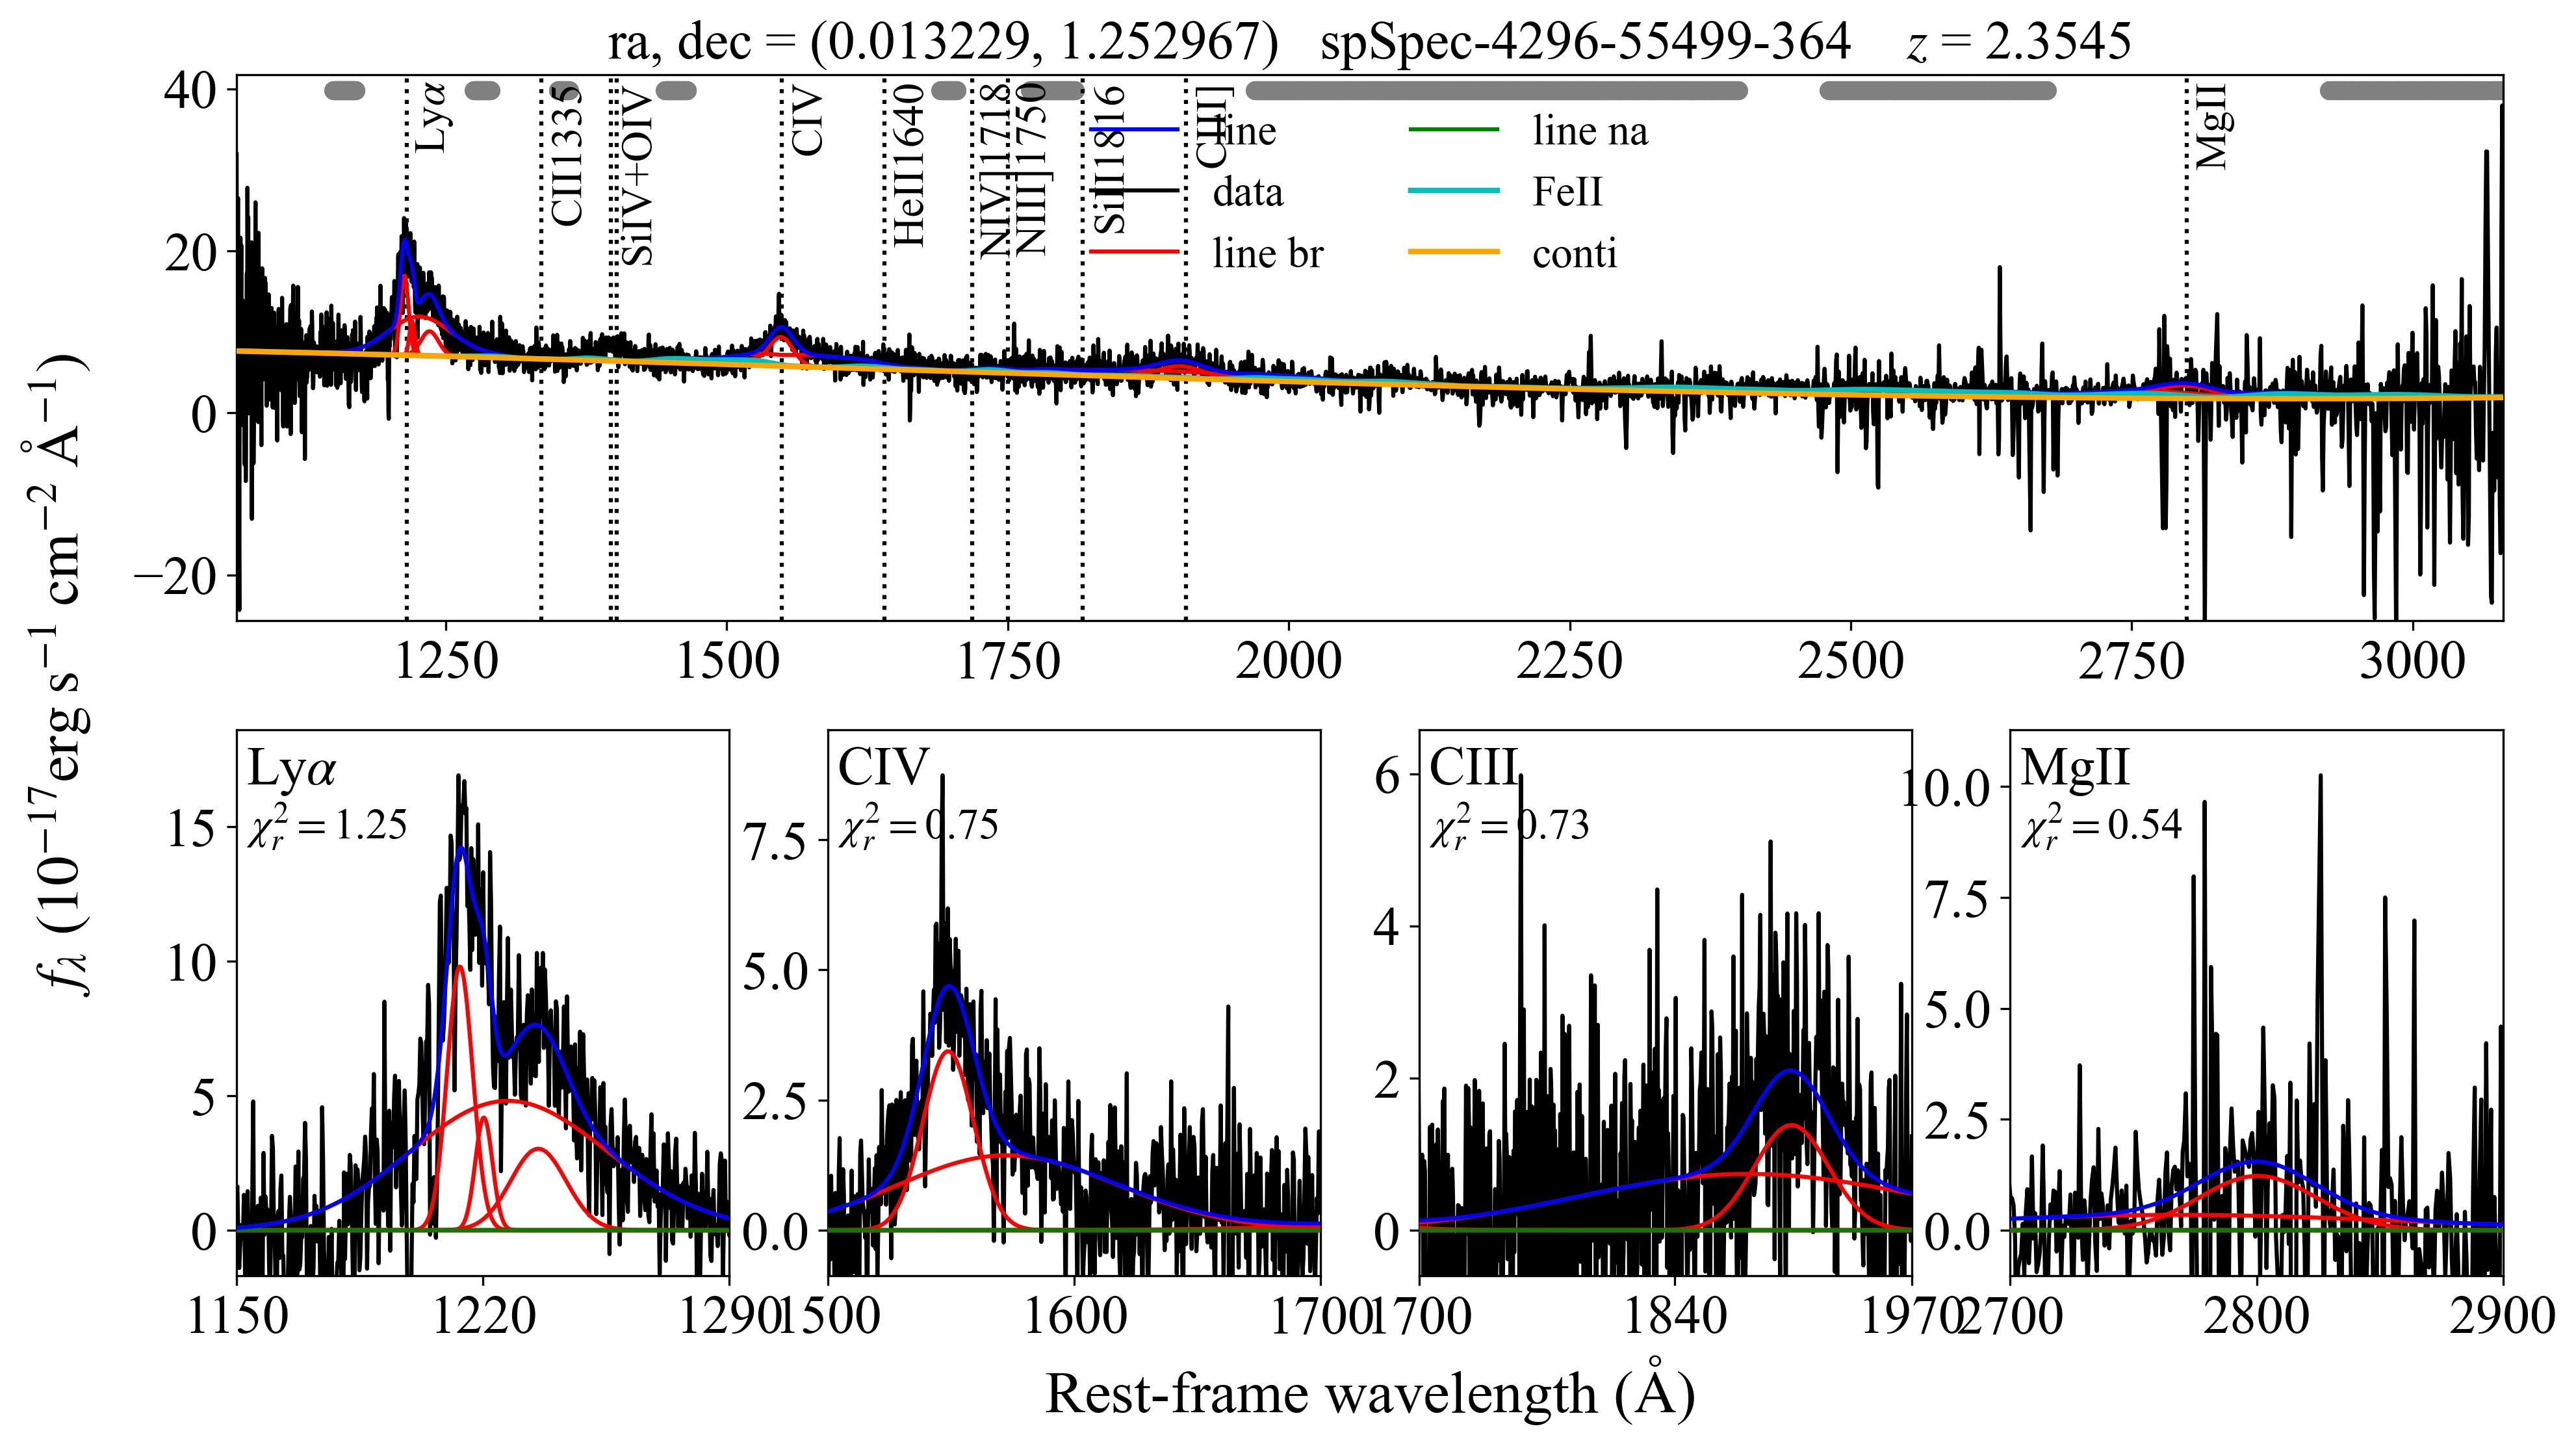 ra, dec = (0.013229, 1.252967) spSpec-4296-55499-364 z = 2.3545
40
20
0
−20
Lyα
CII1335
SiIV+OIV
CIV
HeII1640
NIV]1718
NIII]1750
SiII1816
CIII]
MgII
line
data
line br
line na
FeII
conti
1250 1500 1750 2000 2250 2500 2750 3000
f_λ (10⁻¹⁷erg s⁻¹ cm⁻² Å⁻¹)
Lyα
χ²_r = 1.25
15
10
5
0
1150 1220 1290
CIV
χ²_r = 0.75
7.5
5.0
2.5
0.0
1500 1600 1700
CIII
χ²_r = 0.73
6
4
2
0
1700 1840 1970
MgII
χ²_r = 0.54
10.0
7.5
5.0
2.5
0.0
2700 2800 2900
Rest-frame wavelength (Å)